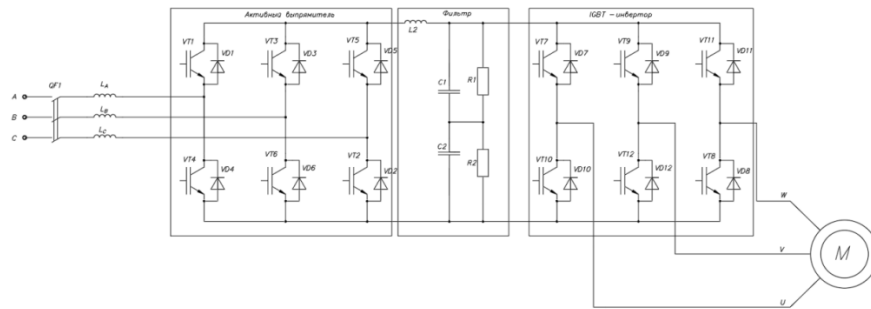 Активный выпрямитель
Фильтр
IGBT-инвертор
VT1
VD1
VT3
VD3
VT5
VD5
L2
VT7
VD7
VT9
VD9
VT11
VD11
QF1
LA
LB
LC
A
B
C
C1
R1
C2
R2
VT4
VD4
VT6
VD6
VT2
VD2
VT10
VD10
VT12
VD12
VT8
VD8
W
V
U
M